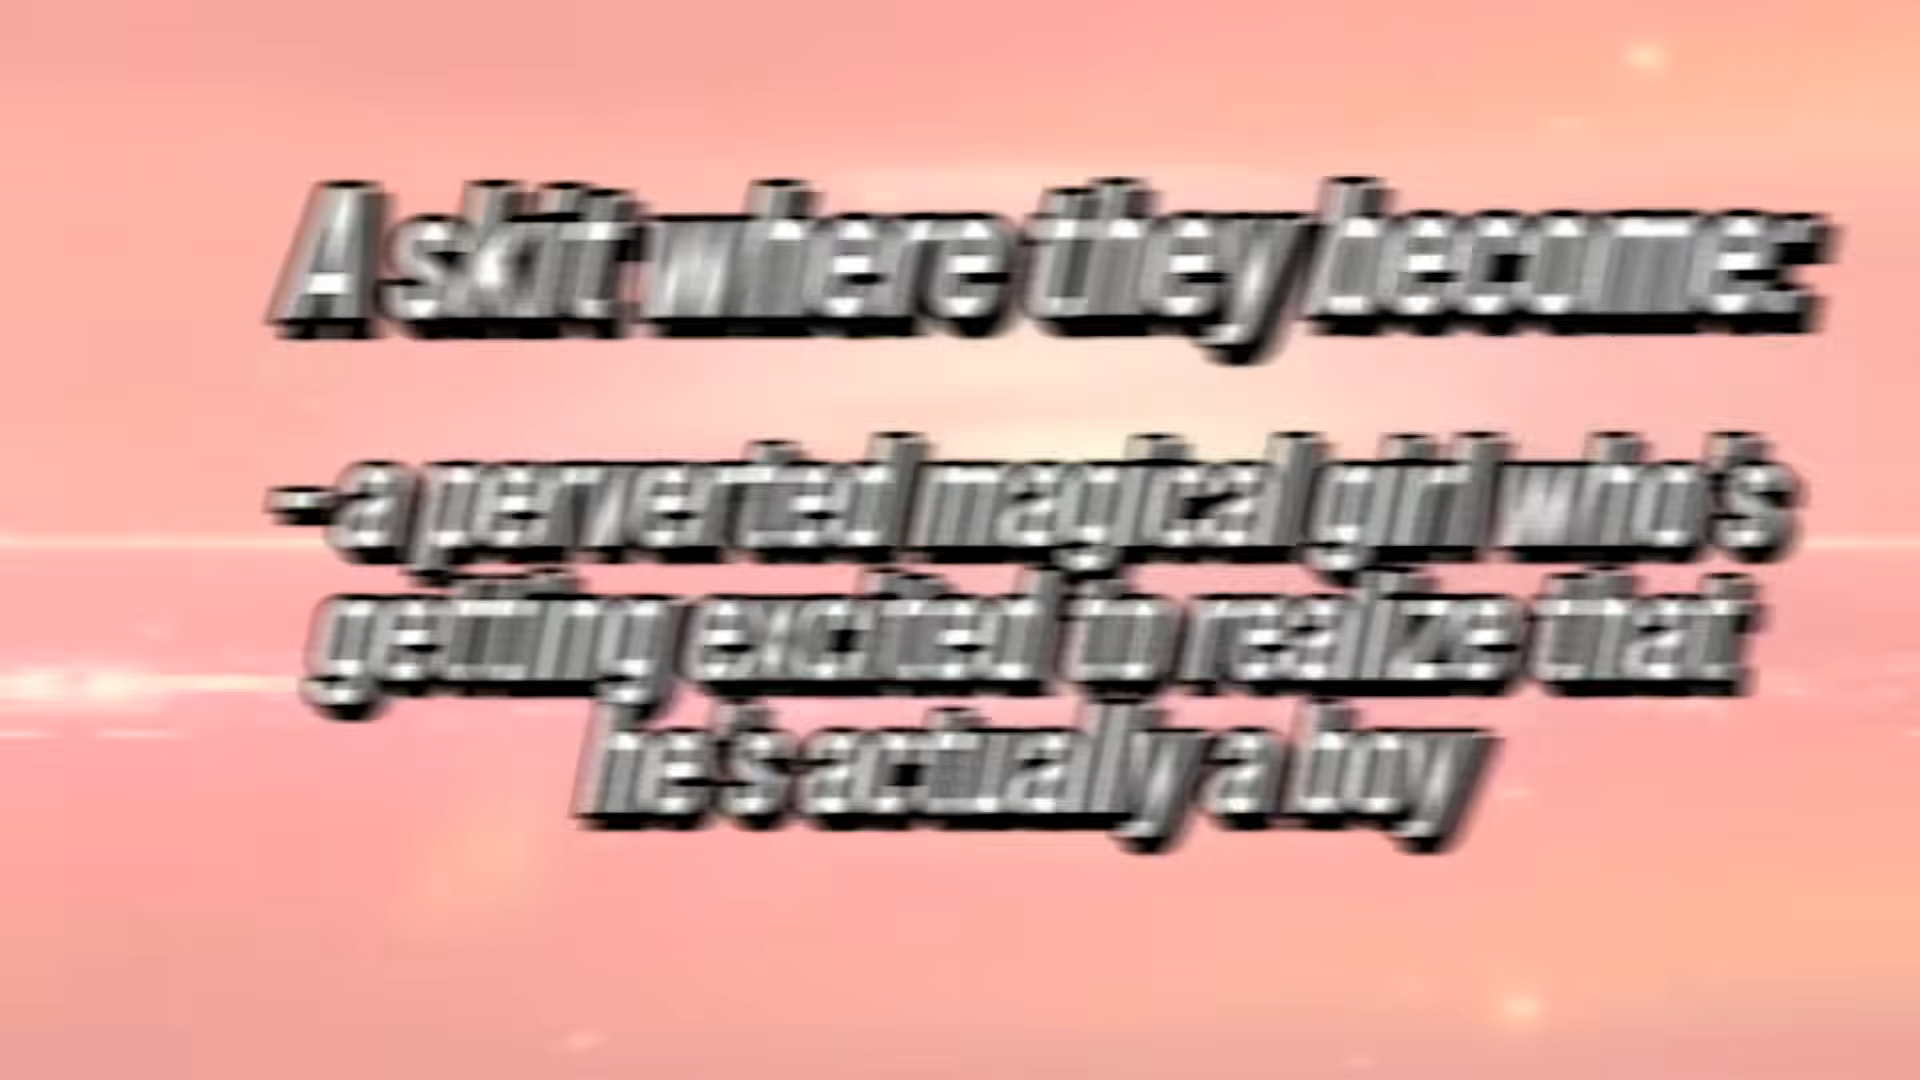 A skit where they become:
- a perverted magical girl who's
getting excited to realize that
he's actually a boy